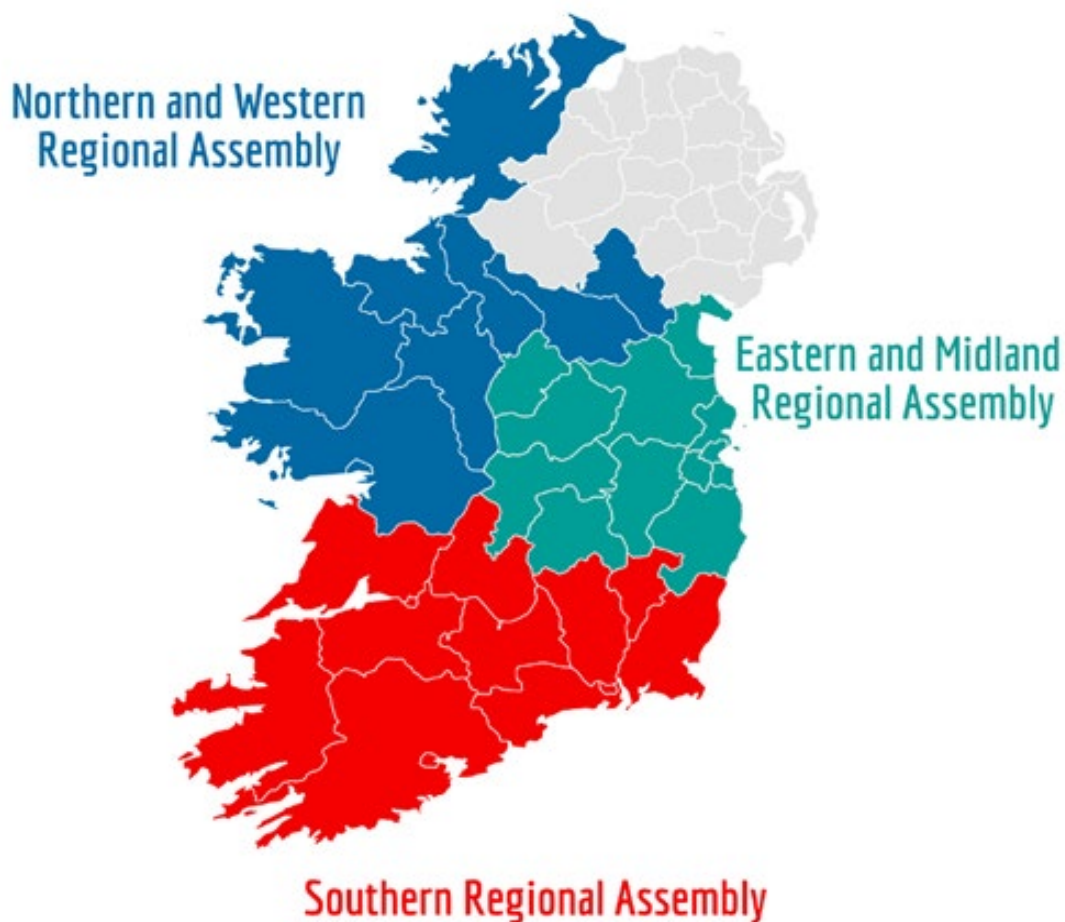 Northern and Western
Regional Assembly
Eastern and Midland
Regional Assembly
Southern Regional Assembly